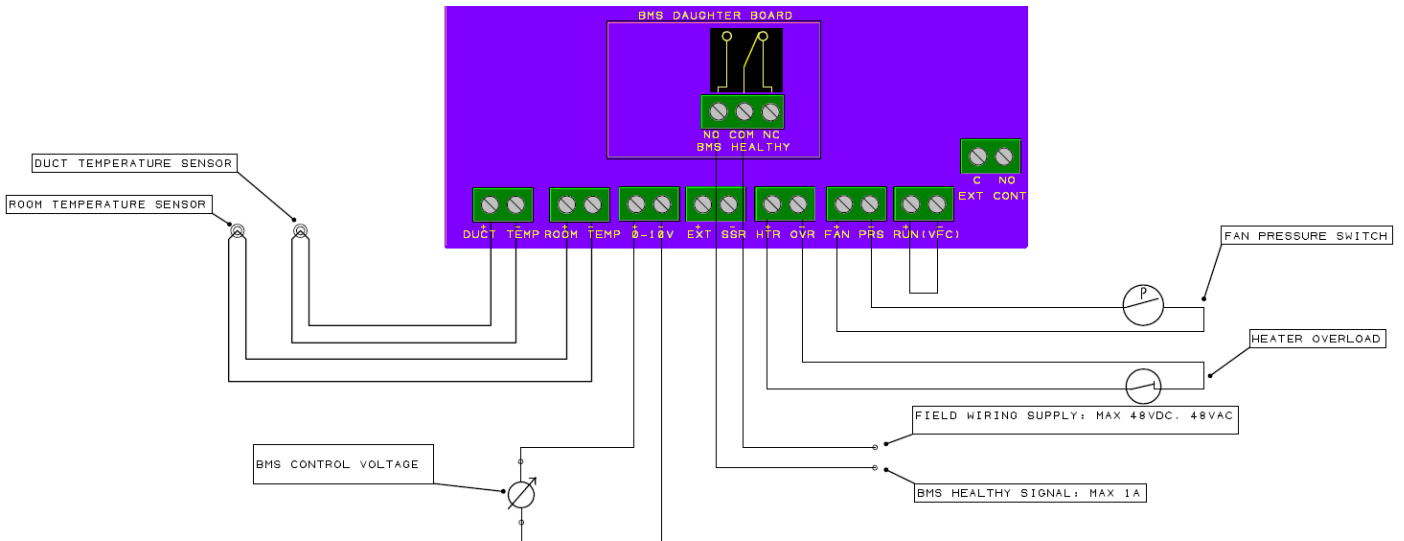 BMS DAUGHTER BOARD
NO COM NC
BMS HEALTHY
C NO
EXT CONT
+ - + - + - + - + - + - + -
DUCT TEMP ROOM TEMP 0-10V EXT SSR HTR OVR FAN PRS RUN(VFC)
DUCT TEMPERATURE SENSOR
ROOM TEMPERATURE SENSOR
FAN PRESSURE SWITCH
P
HEATER OVERLOAD
FIELD WIRING SUPPLY: MAX 48VDC. 48VAC
BMS CONTROL VOLTAGE
BMS HEALTHY SIGNAL: MAX 1A